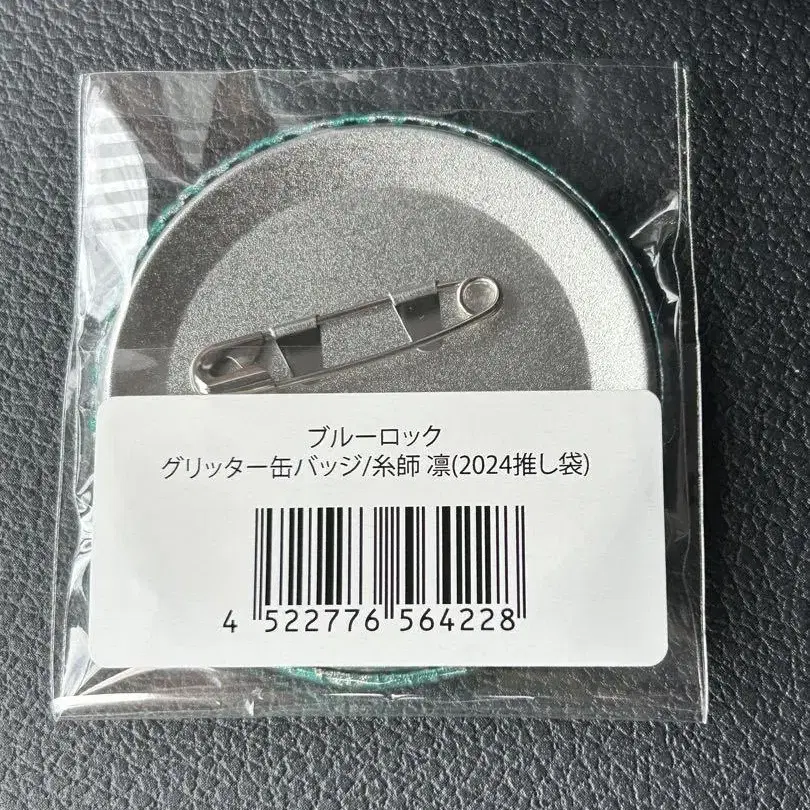 ブルーロック
グリッター缶バッジ/糸師 凛(2024推し袋)
4 522776 564228